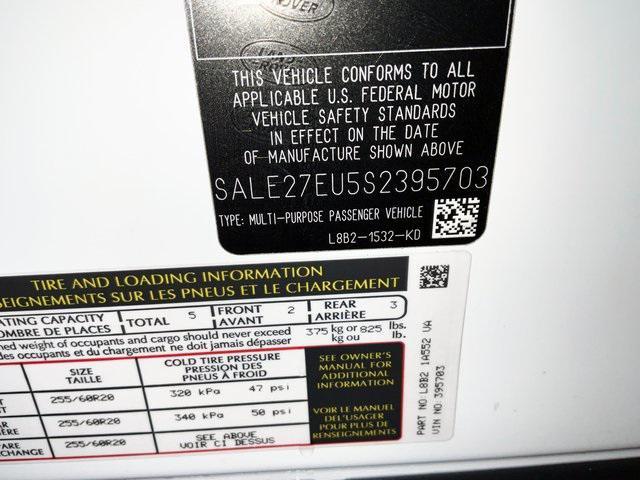 ROVER
THIS VEHICLE CONFORMS TO ALL
APPLICABLE U.S. FEDERAL MOTOR
VEHICLE SAFETY STANDARDS
IN EFFECT ON THE DATE
OF MANUFACTURE SHOWN ABOVE
SALE27EU5S2395703
TYPE: MULTI-PURPOSE PASSENGER VEHICLE
L8B2-1532-KD
TIRE AND LOADING INFORMATION
SEIGNEMENTS SUR LES PNEUS ET LE CHARGEMENT
ATING CAPACITY TOTAL 5 FRONT 2 REAR 3
OMBRE DE PLACES AVANT ARRIÈRE
ned weight of occupants and cargo should never exceed 375 kg or 825 lbs.
des occupants et du chargement ne doit jamais dépasser kg ou lb.
SIZE COLD TIRE PRESSURE
TAILLE PRESSION DES PNEUS À FROID
255/60R20 320 kPa 47 psi
255/60R20 340 kPa 50 psi
255/60R20 SEE ABOVE
VOIR CI DESSUS
SEE OWNER'S
MANUAL FOR
ADDITIONAL
INFORMATION
VOIR LE MANUEL
DE L'USAGER
POUR PLUS DE
RENSEIGNEMENTS
PART NO: L8B2 1A552 VA
VIN NO: 395703